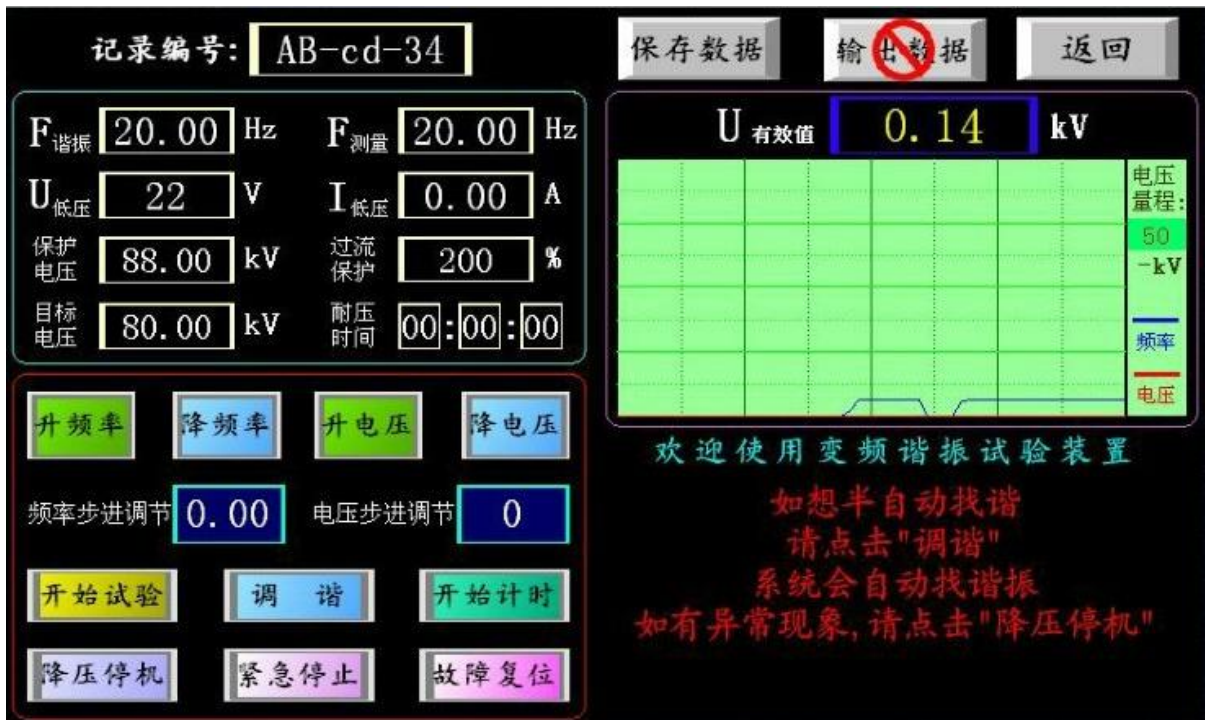 记录编号: AB-cd-34
保存数据 输出数据 返回
F谐振 20.00 Hz F测量 20.00 Hz
U低压 22 V I低压 0.00 A
保护电压 88.00 kV 过流保护 200 %
目标电压 80.00 kV 耐压时间 00:00:00
升频率 降频率 升电压 降电压
频率步进调节 0.00 电压步进调节 0
开始试验 调 谐 开始计时
降压停机 紧急停止 故障复位
U有效值 0.14 kV
电压
量程:
50
-kV
频率
电压
欢迎使用变频谐振试验装置
如想半自动找谐
请点击"调谐"
系统会自动找谐振
如有异常现象,请点击"降压停机"